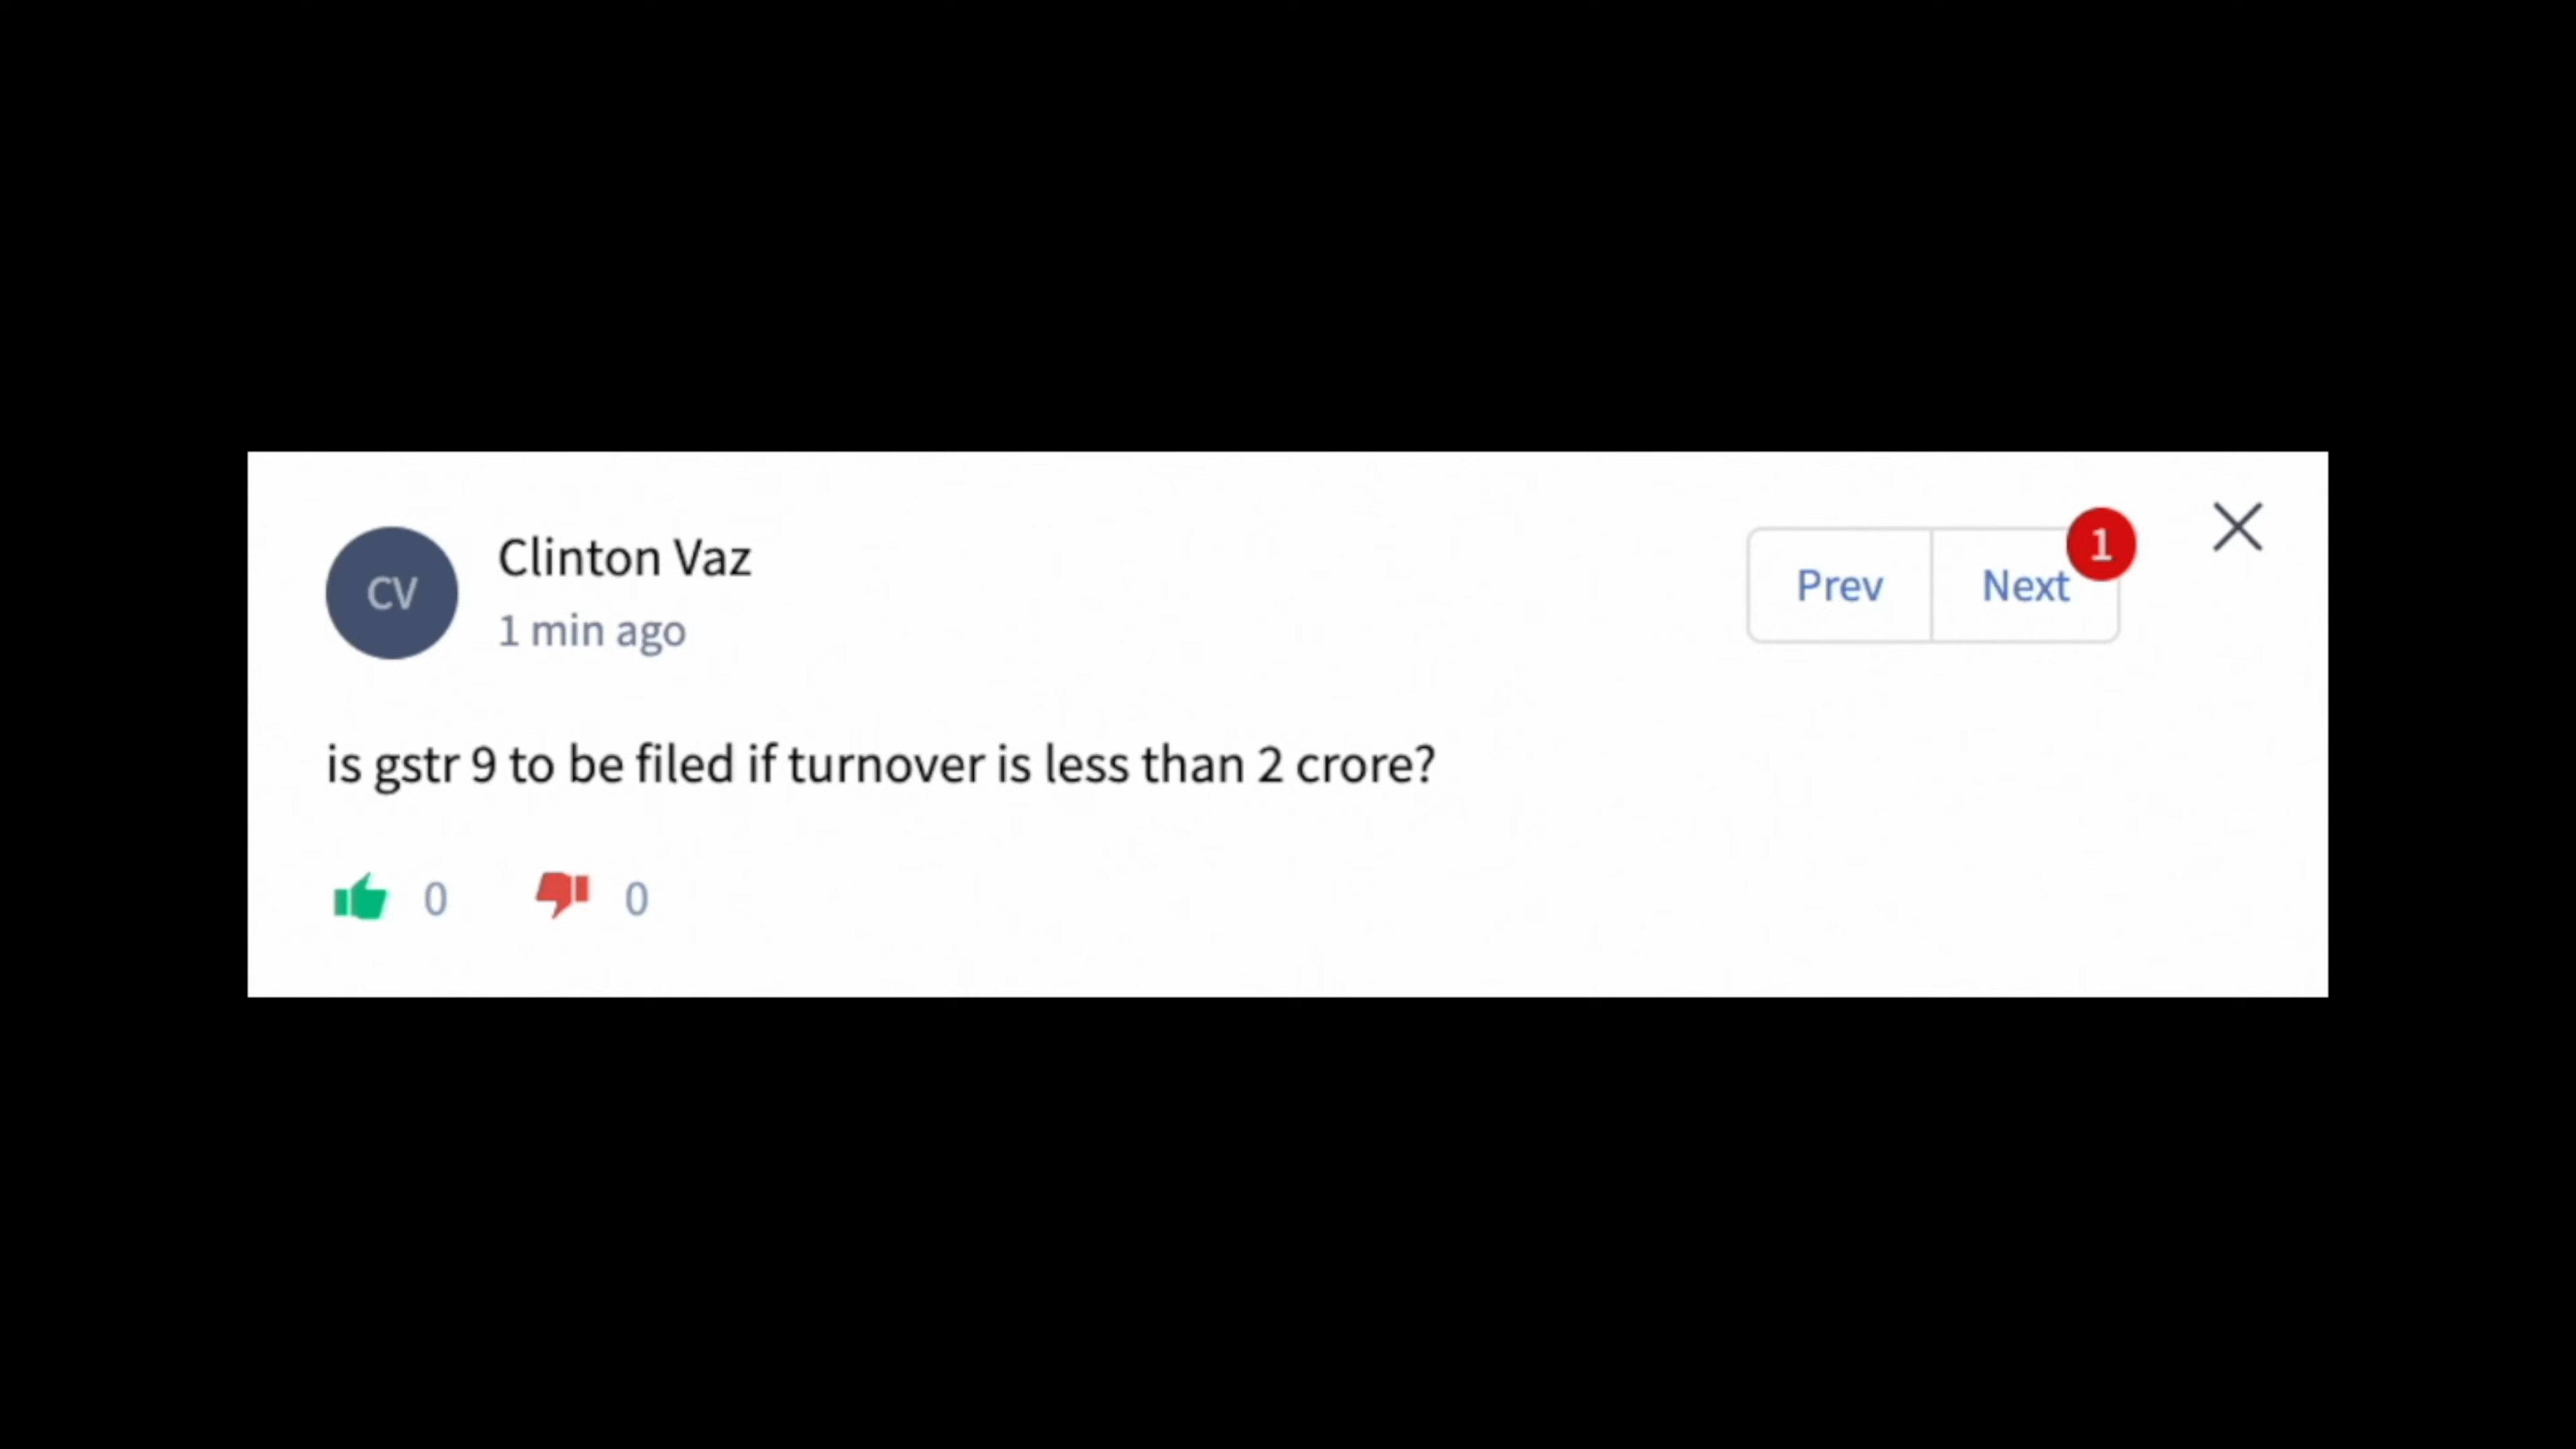 CV
Clinton Vaz
1 min ago
Prev
Next
1
is gstr 9 to be filed if turnover is less than 2 crore?
0
0